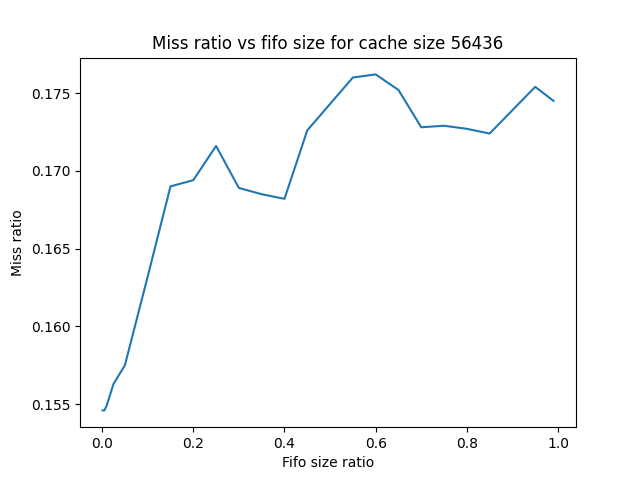 Miss ratio vs fifo size for cache size 56436
0.175
0.170
0.165
0.160
0.155
Miss ratio
0.0 0.2 0.4 0.6 0.8 1.0
Fifo size ratio